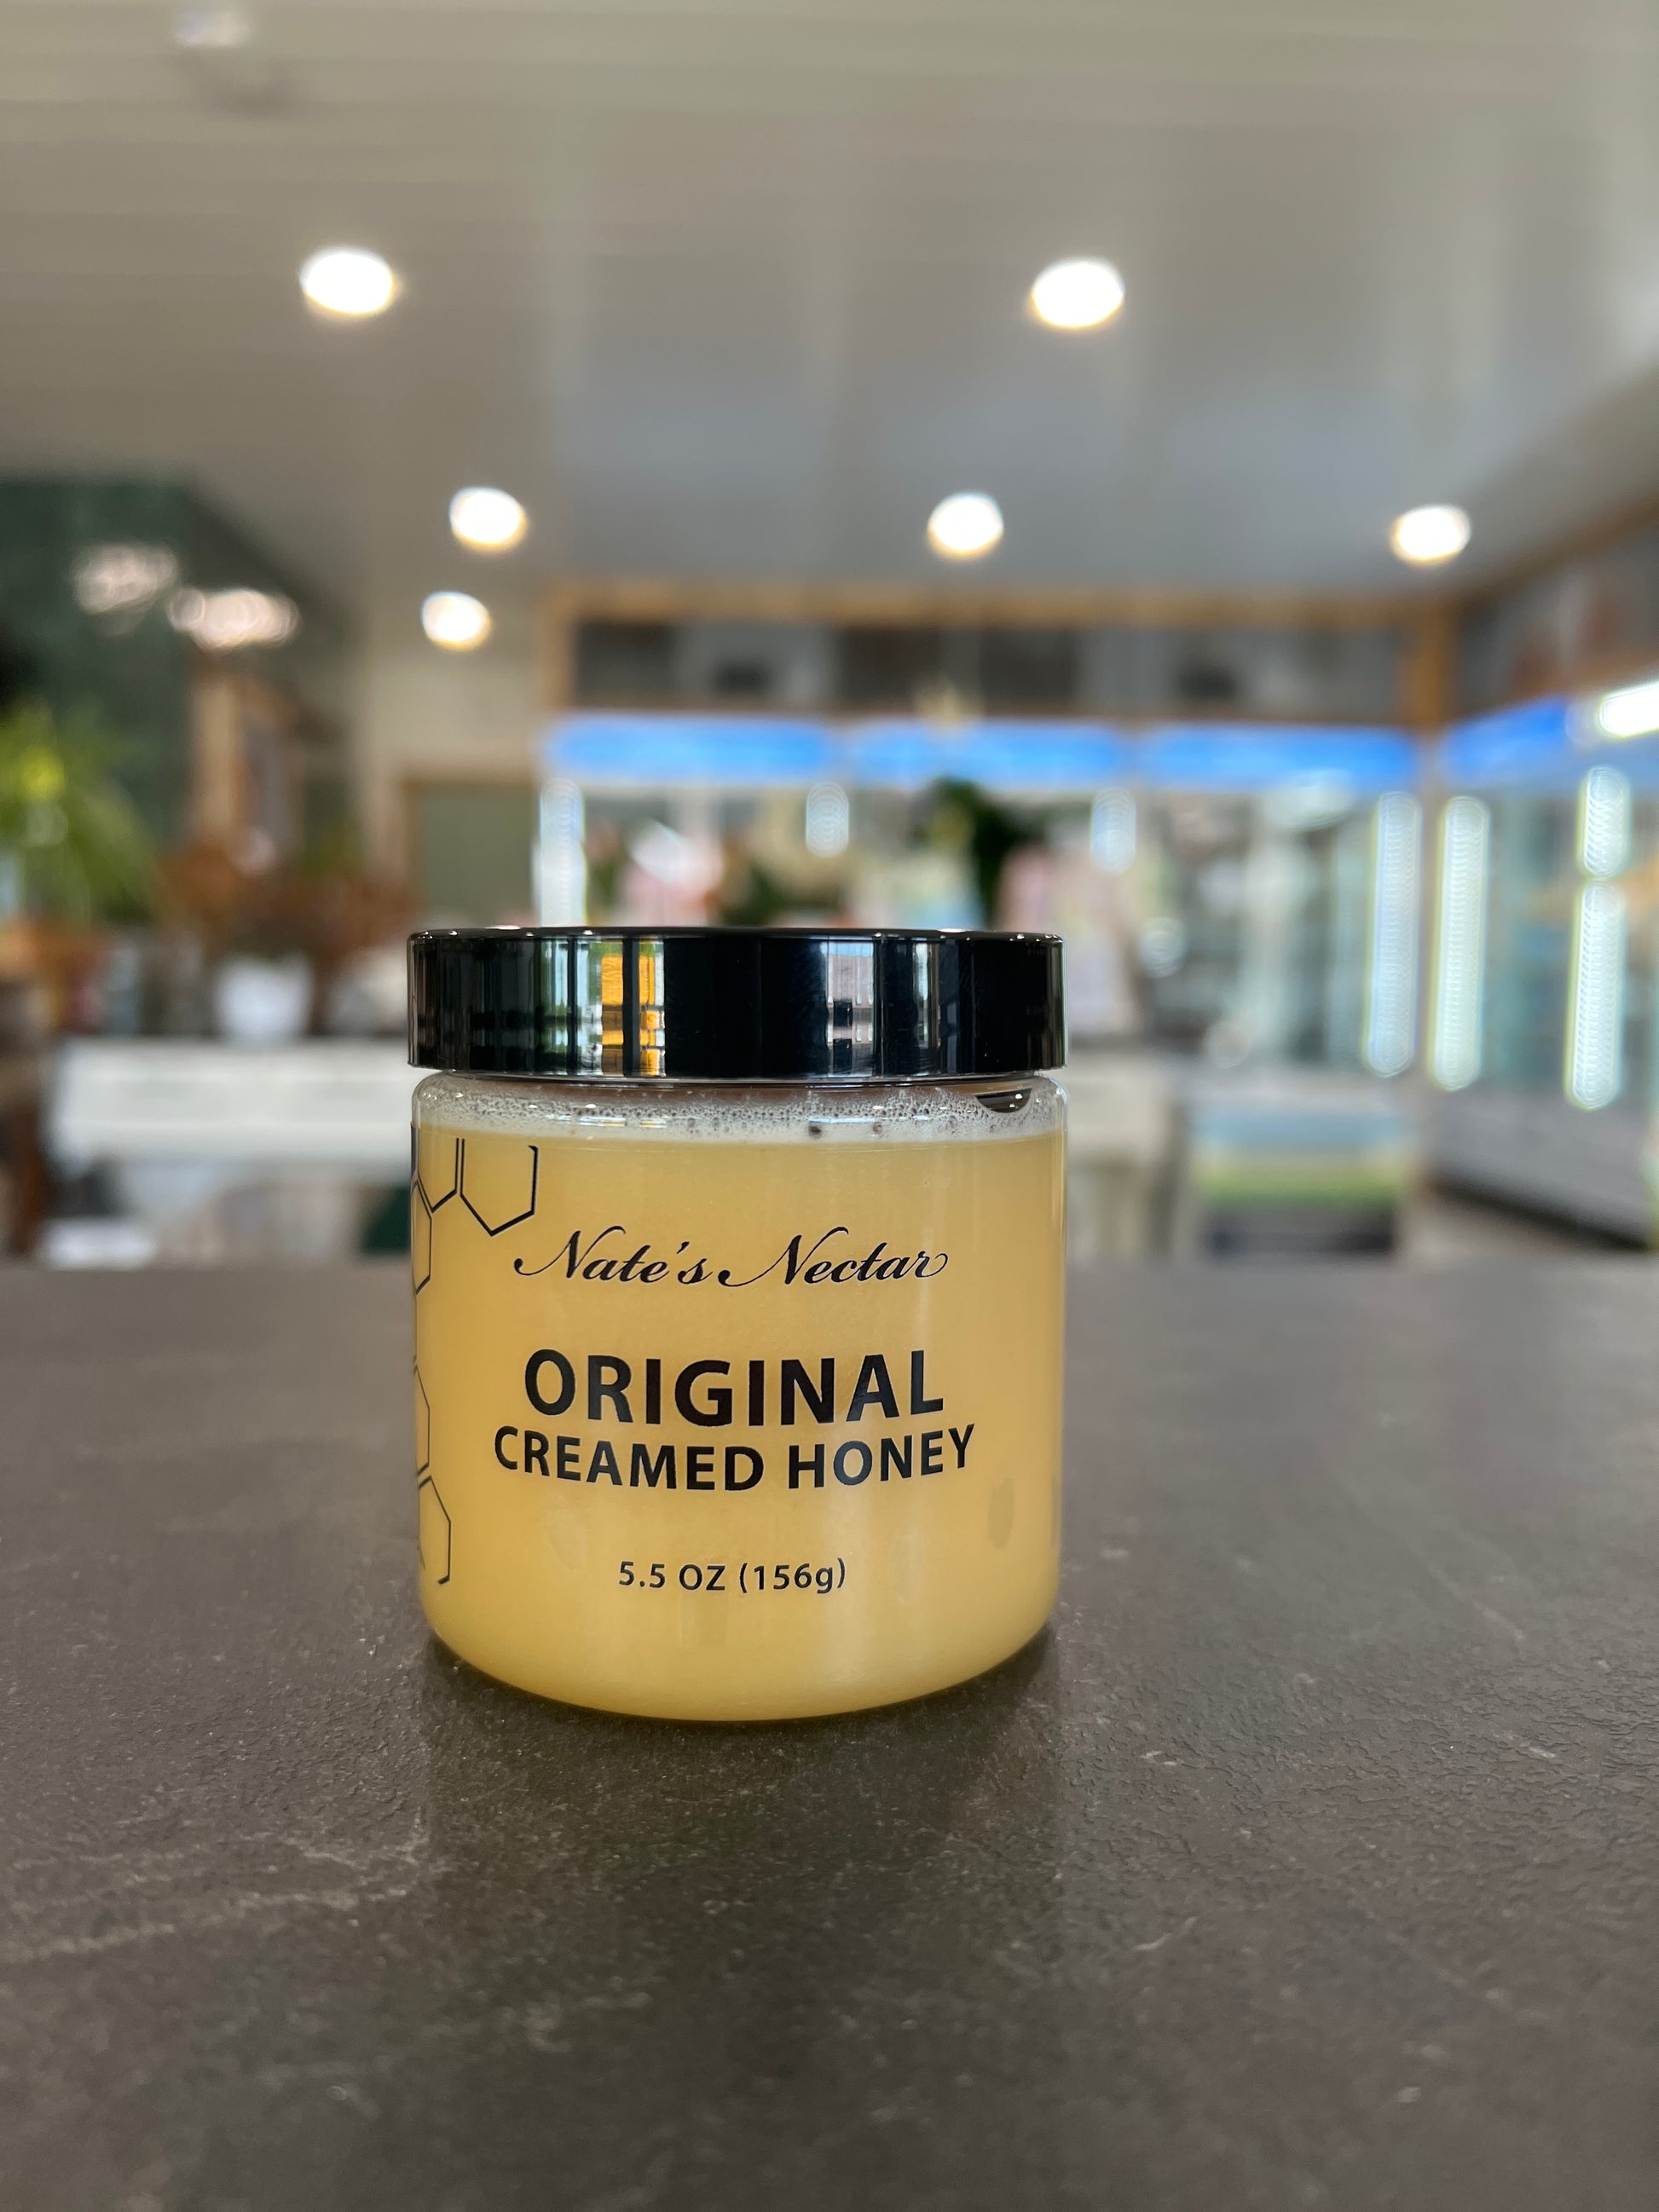 Nate's Nectar
ORIGINAL
CREAMED HONEY
5.5 OZ (156g)